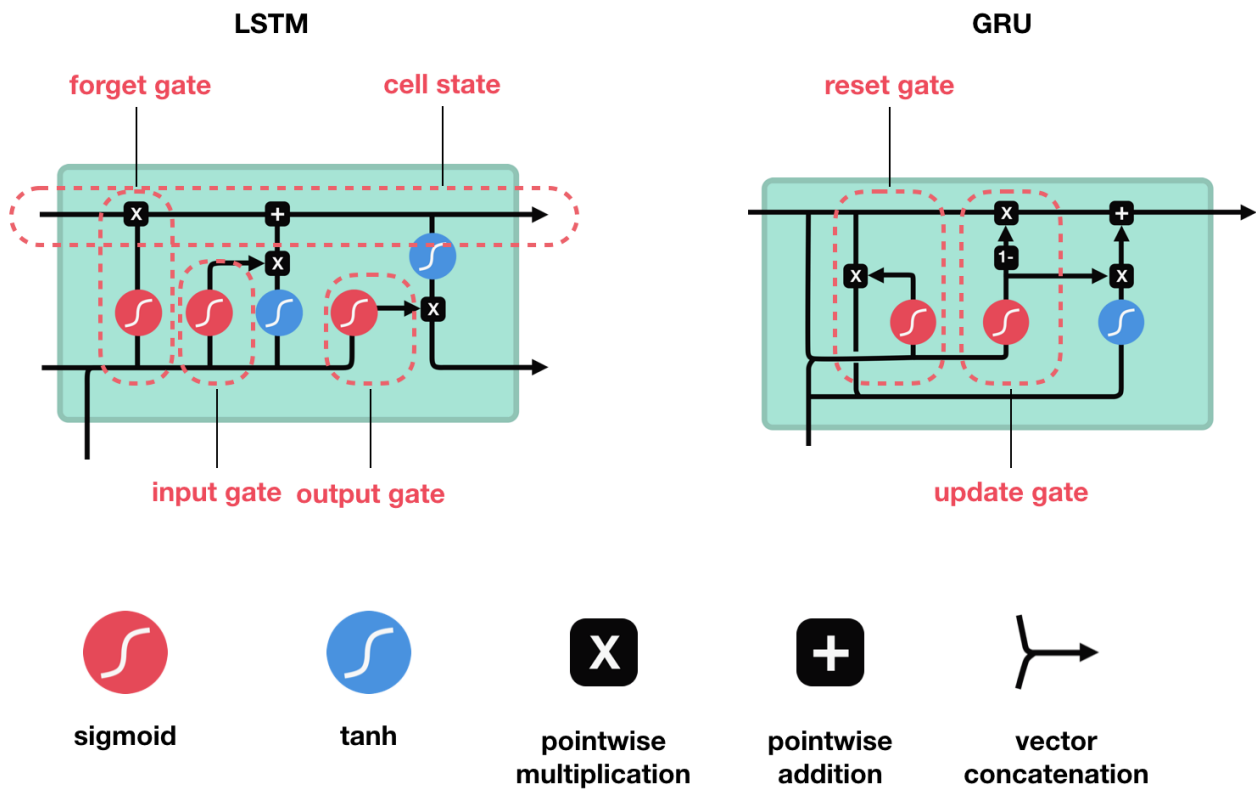 LSTM
GRU
forget gate
cell state
reset gate
X
+
X
X
X
+
1-
X
X
input gate
output gate
update gate
X
+
sigmoid
tanh
pointwise
multiplication
pointwise
addition
vector
concatenation